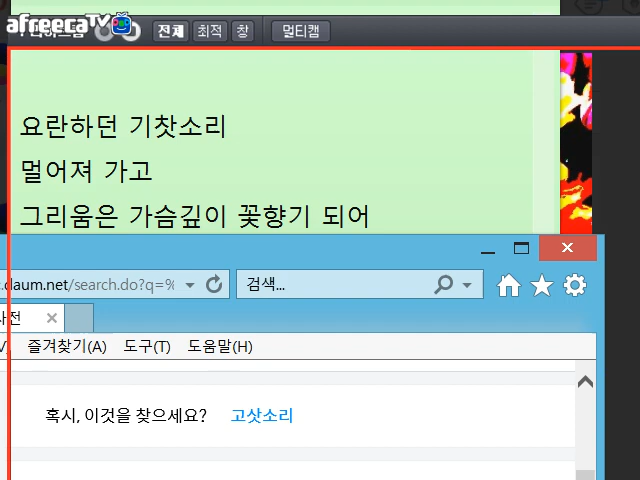 afreecaTV
전체 최적 창 멀티캠
요란하던 기찻소리
멀어져 가고
그리움은 가슴깊이 꽃향기 되어
.daum.net/search.do?q=% 검색...
사전
즐겨찾기(A) 도구(T) 도움말(H)
혹시, 이것을 찾으세요? 고삿소리